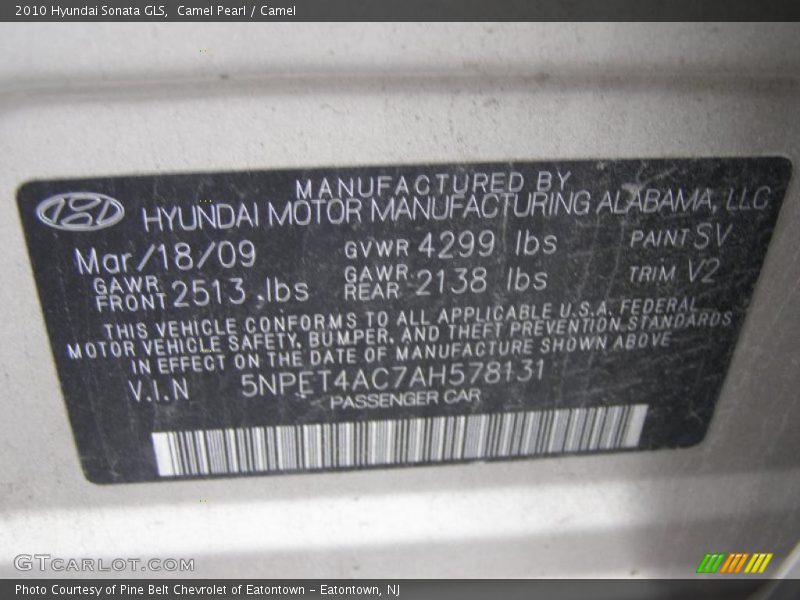 2010 Hyundai Sonata GLS, Camel Pearl / Camel
MANUFACTURED BY
HYUNDAI MOTOR MANUFACTURING ALABAMA, LLC
Mar/18/09 GVWR 4299 lbs PAINT SV
GAWR FRONT 2513 lbs GAWR REAR 2138 lbs TRIM V2
THIS VEHICLE CONFORMS TO ALL APPLICABLE U.S.A. FEDERAL
MOTOR VEHICLE SAFETY, BUMPER, AND THEFT PREVENTION STANDARDS
IN EFFECT ON THE DATE OF MANUFACTURE SHOWN ABOVE
V.I.N 5NPET4AC7AH578131
PASSENGER CAR
GTCARLOT.COM
Photo Courtesy of Pine Belt Chevrolet of Eatontown – Eatontown, NJ